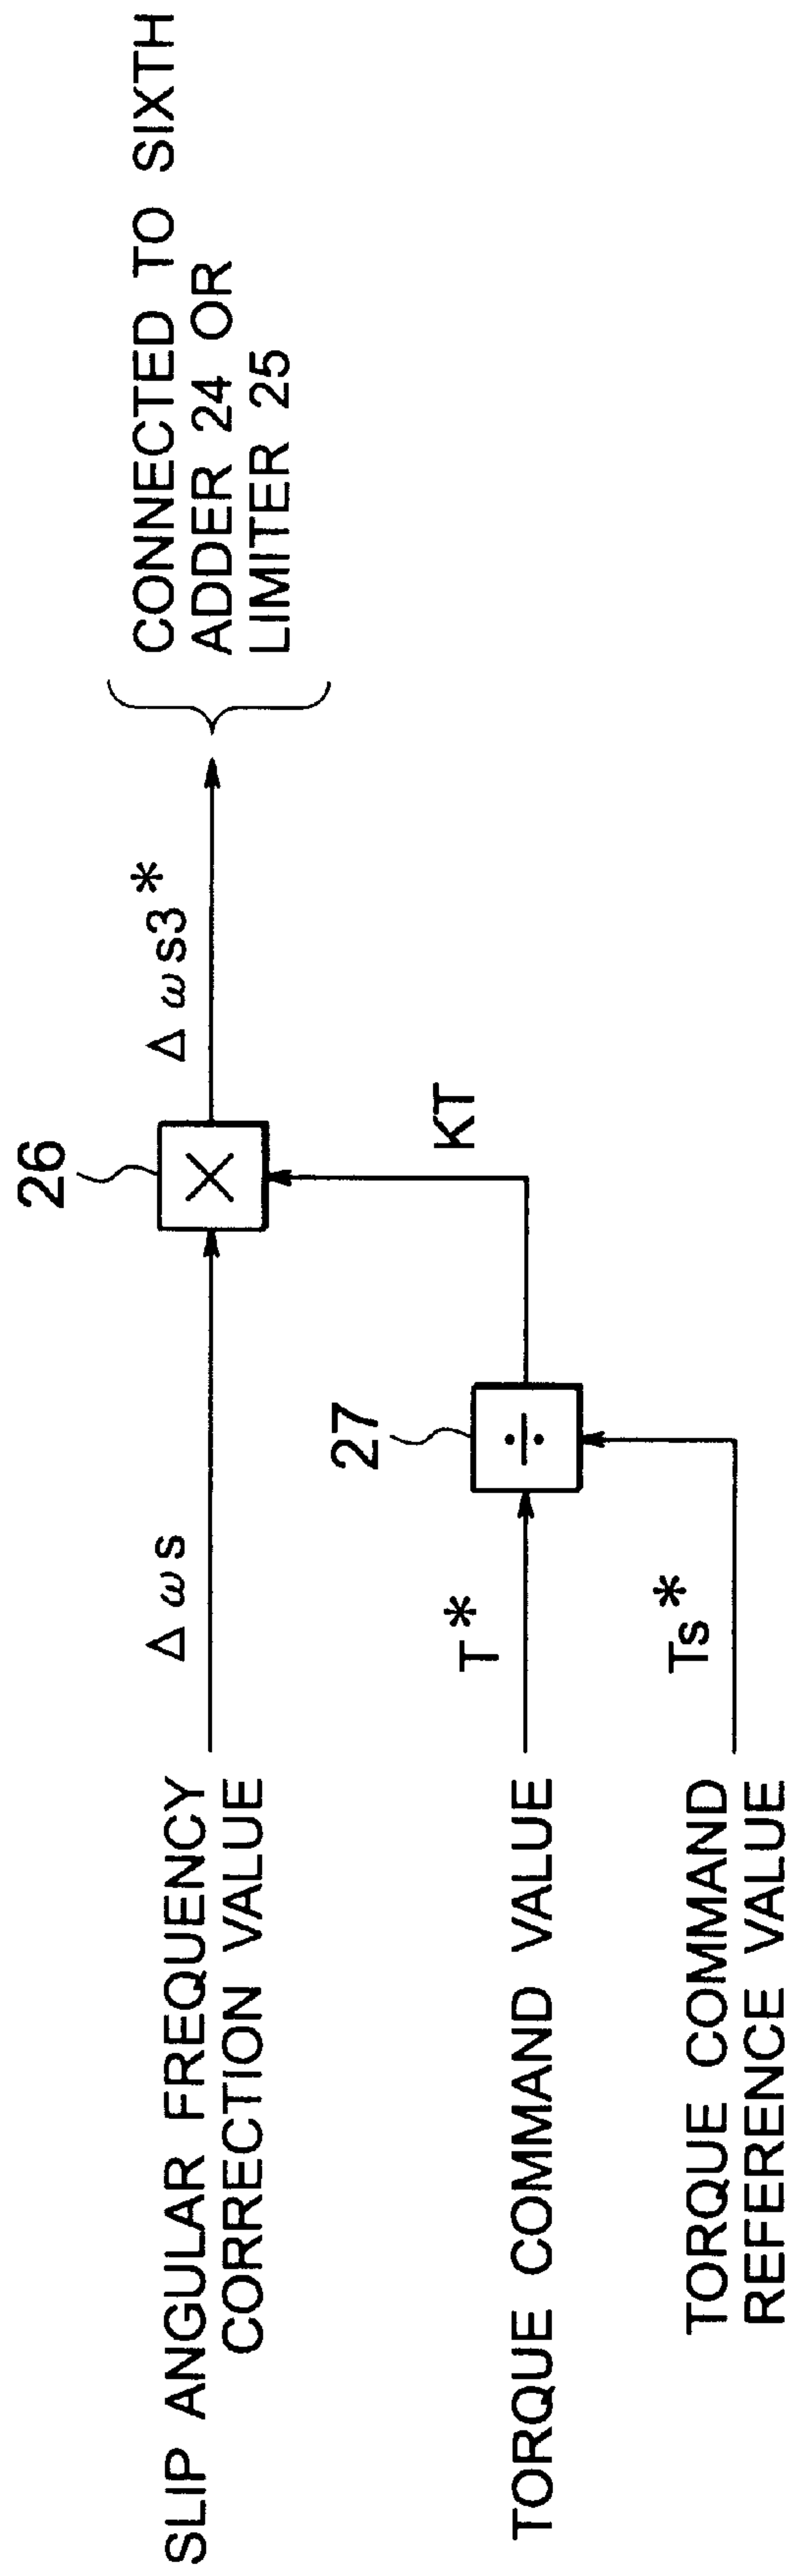 SLIP ANGULAR FREQUENCY
CORRECTION VALUE
Δωs
26
×
Δωs3*
CONNECTED TO SIXTH
ADDER 24 OR
LIMITER 25
TORQUE COMMAND VALUE
T*
27
÷
KT
TORQUE COMMAND
REFERENCE VALUE
Ts*